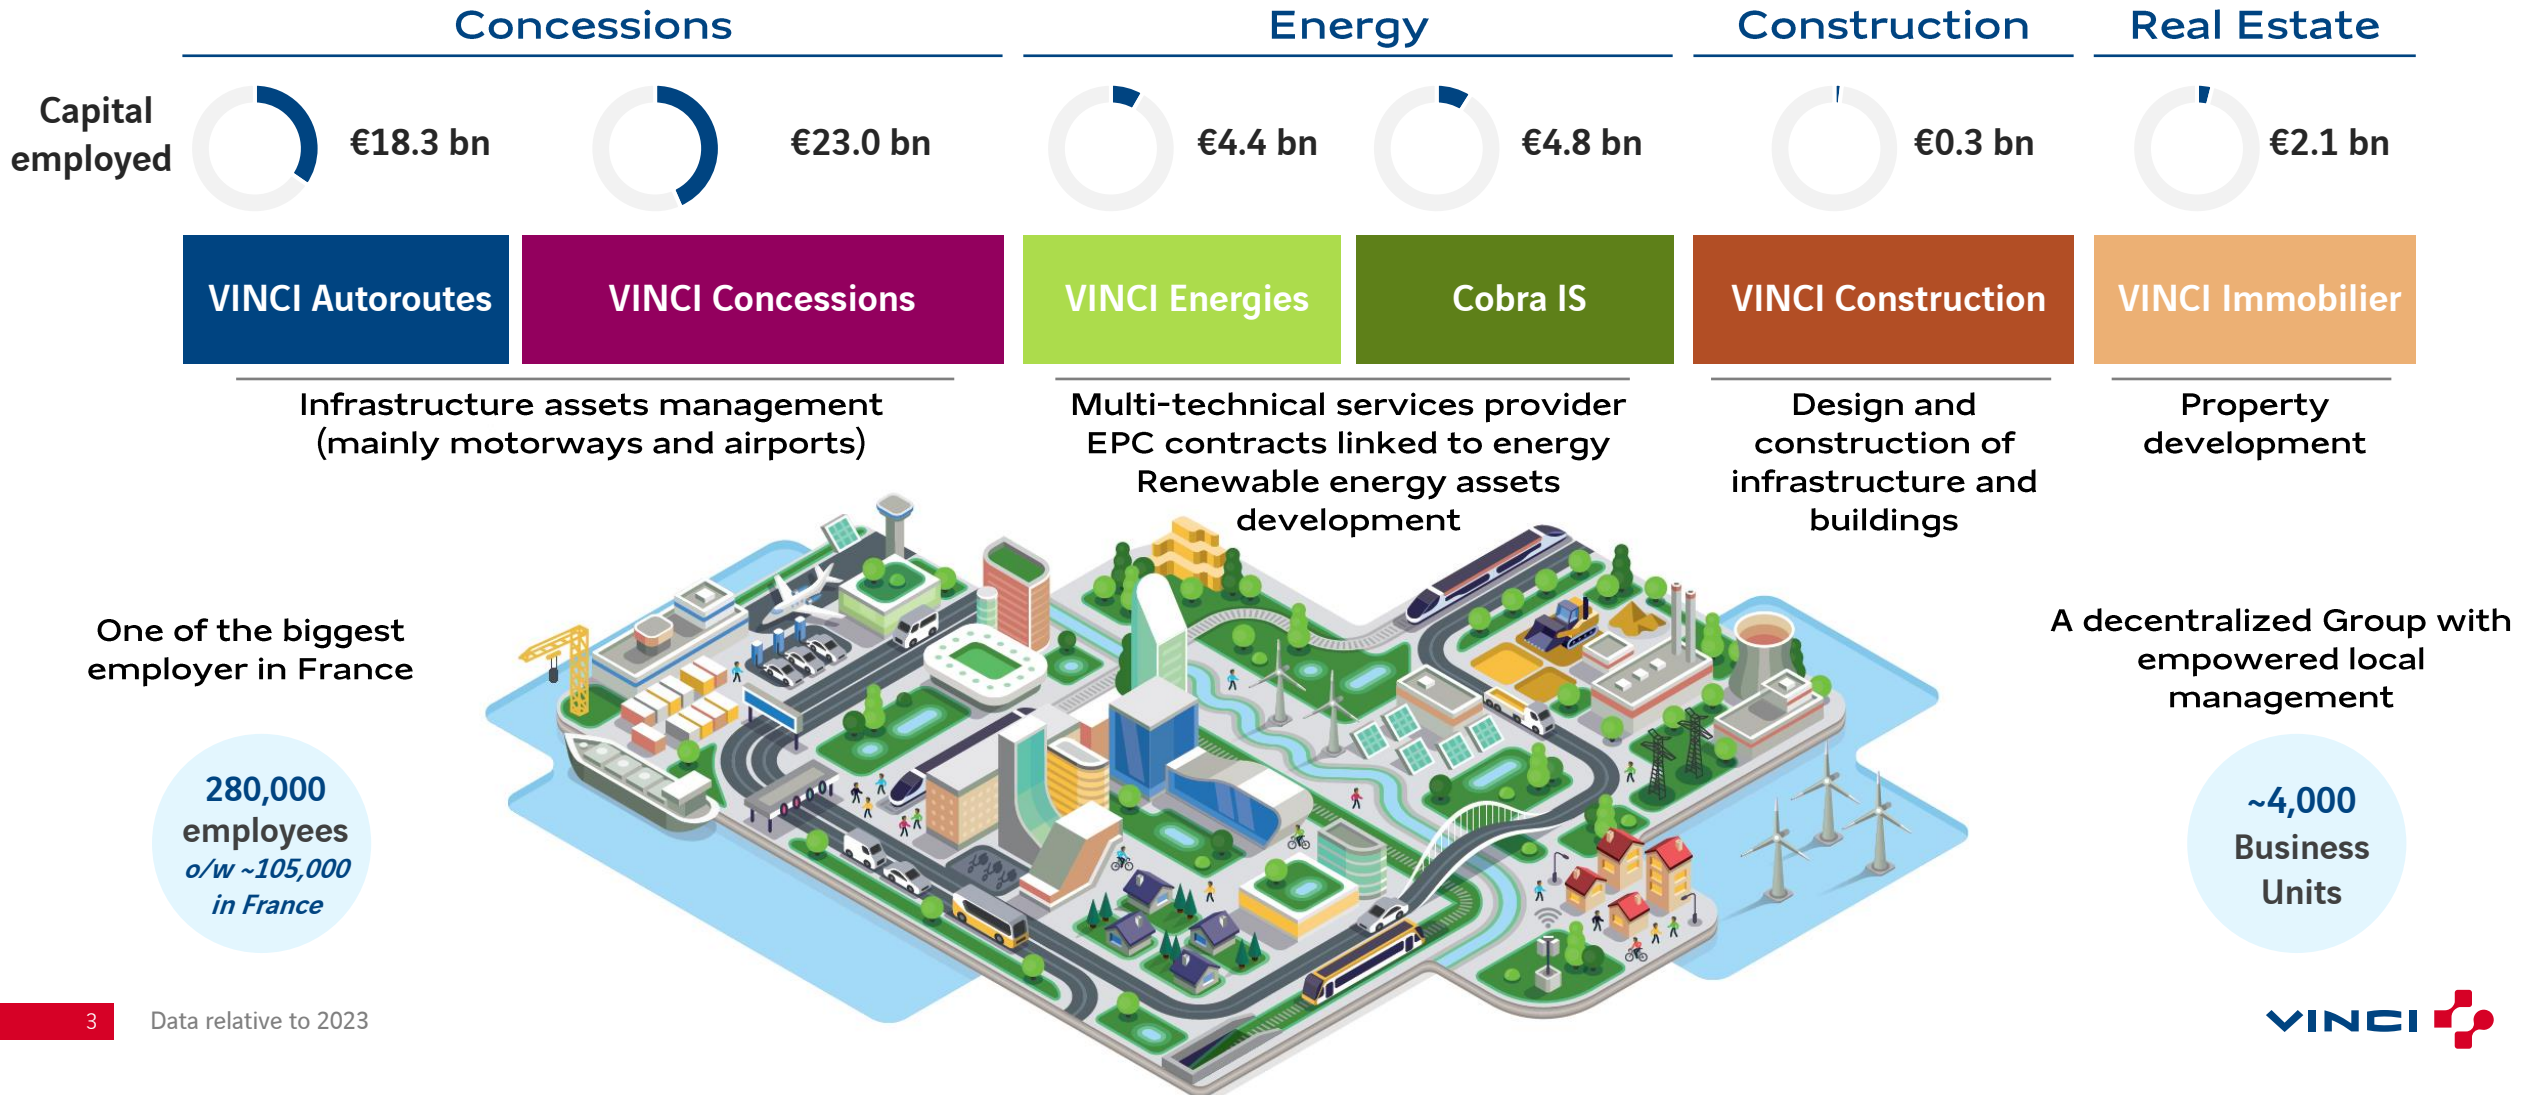 Concessions
Energy
Construction
Real Estate
Capital
employed
€18.3 bn
€23.0 bn
€4.4 bn
€4.8 bn
€0.3 bn
€2.1 bn
VINCI Autoroutes
VINCI Concessions
VINCI Energies
Cobra IS
VINCI Construction
VINCI Immobilier
Infrastructure assets management
(mainly motorways and airports)
Multi-technical services provider
EPC contracts linked to energy
Renewable energy assets
development
Design and
construction of
infrastructure and
buildings
Property
development
One of the biggest
employer in France
280,000
employees
o/w ~105,000
in France
A decentralized Group with
empowered local
management
~4,000
Business
Units
3
Data relative to 2023
VINCI